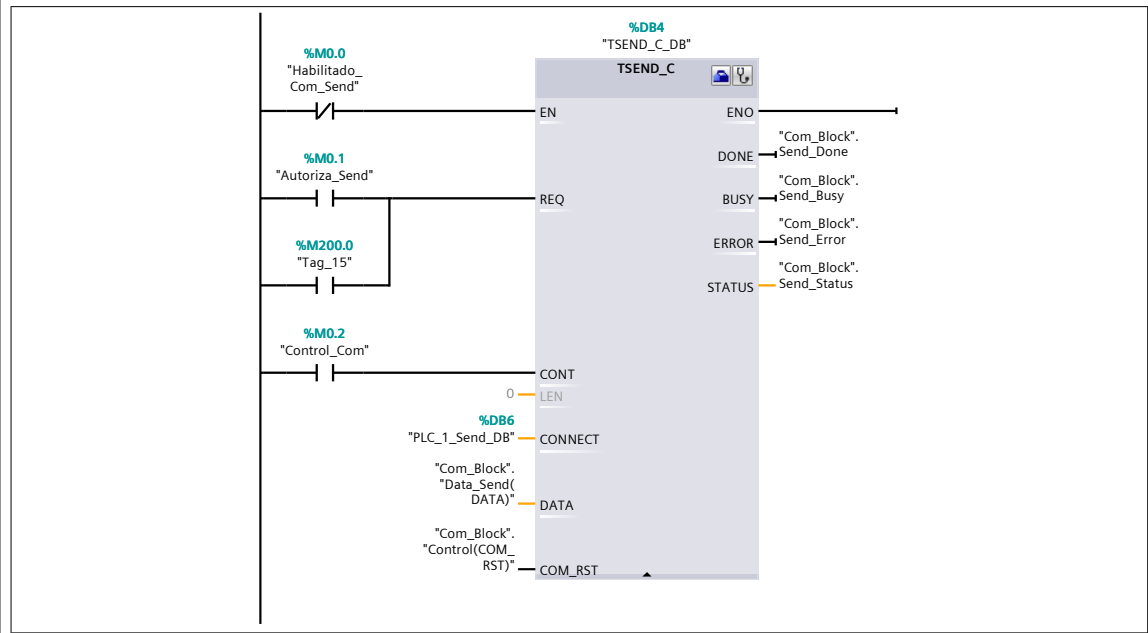 %DB4
"TSEND_C_DB"
TSEND_C
%M0.0
"Habilitado_
Com_Send"
EN
ENO
"Com_Block".
Send_Done
DONE
%M0.1
"Autoriza_Send"
REQ
"Com_Block".
Send_Busy
BUSY
"Com_Block".
Send_Error
ERROR
%M200.0
"Tag_15"
"Com_Block".
Send_Status
STATUS
%M0.2
"Control_Com"
CONT
0
LEN
%DB6
"PLC_1_Send_DB"
CONNECT
"Com_Block".
"Data_Send(
DATA)"
DATA
"Com_Block".
"Control(COM_
RST)"
COM_RST